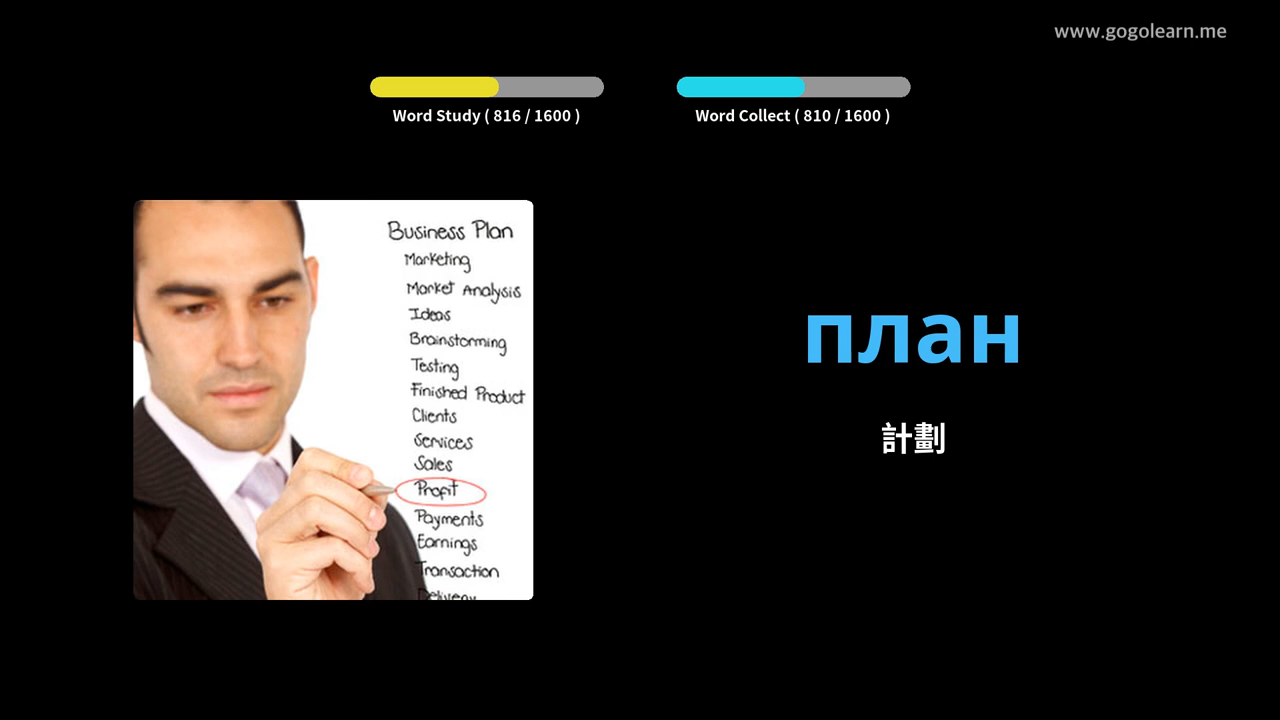 www.gogolearn.me
Word Study ( 816 / 1600 )
Word Collect ( 810 / 1600 )
Business Plan
Marketing
Market Analysis
Ideas
Brainstorming
Testing
Finished Product
Clients
Services
Sales
Profit
Payments
Earnings
Transaction
Delivery
план
計劃